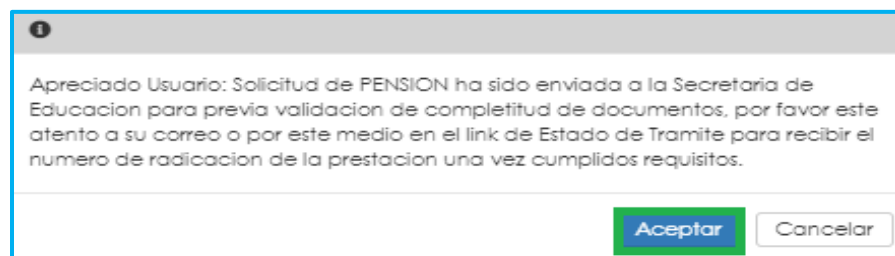 Apreciado Usuario: Solicitud de PENSION ha sido enviada a la Secretaria de
Educacion para previa validacion de completitud de documentos, por favor este
atento a su correo o por este medio en el link de Estado de Tramite para recibir el
numero de radicacion de la prestacion una vez cumplidos requisitos.
Aceptar Cancelar